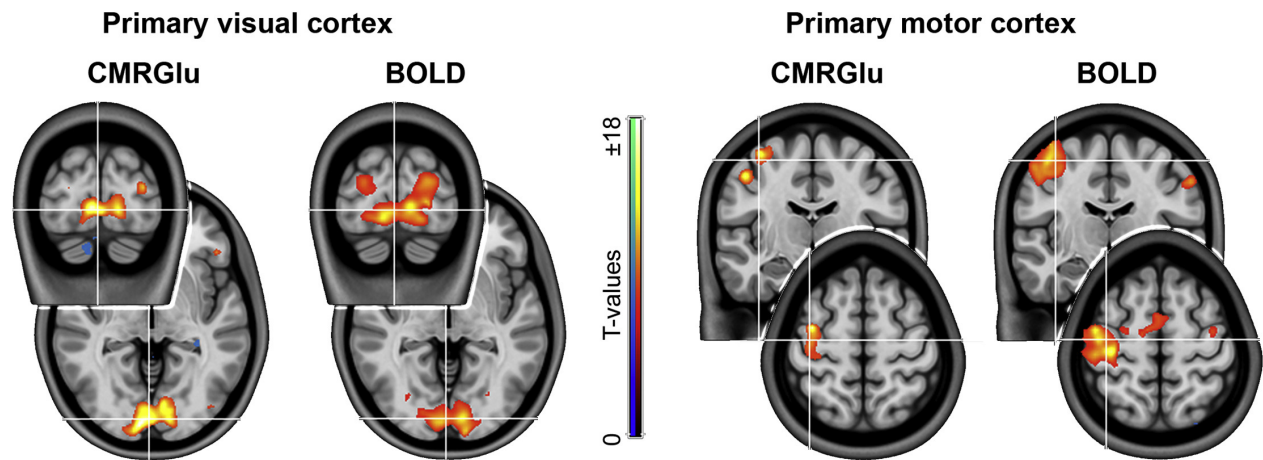 Primary visual cortex
Primary motor cortex
CMRGlu
BOLD
CMRGlu
BOLD
±18
T-values
0